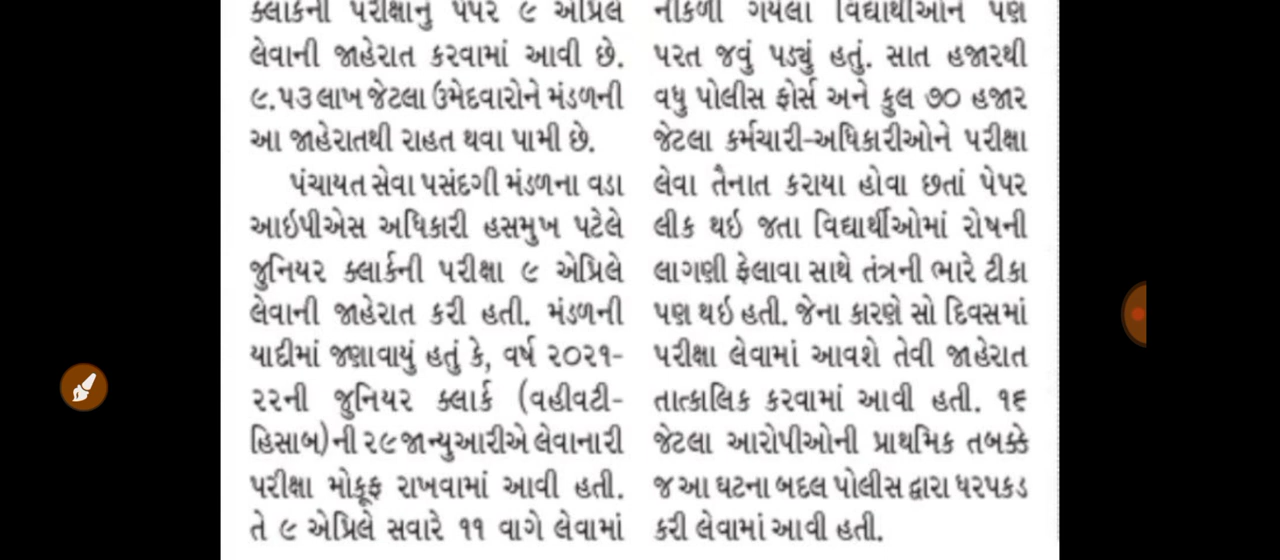 ક્લાર્કની પરીક્ષાનું પેપર ૯ એપ્રિલે
લેવાની જાહેરાત કરવામાં આવી છે.
૯.૫૩ લાખ જેટલા ઉમેદવારોને મંડળની
આ જાહેરાતથી રાહત થવા પામી છે.
પંચાયત સેવા પસંદગી મંડળના વડા
આઇપીએસ અધિકારી હસમુખ પટેલે
જુનિયર ક્લાર્કની પરીક્ષા ૯ એપ્રિલે
લેવાની જાહેરાત કરી હતી. મંડળની
યાદીમાં જણાવાયું હતું કે, વર્ષ ૨૦૨૧-
૨૨ની જુનિયર ક્લાર્ક (વહીવટી-
હિસાબ)ની ૨૯ જાન્યુઆરીએ લેવાનારી
પરીક્ષા મોકૂફ રાખવામાં આવી હતી.
તે ૯ એપ્રિલે સવારે ૧૧ વાગે લેવામાં
નીકળી ગયેલા વિદ્યાર્થીઓને પણ
પરત જવું પડ્યું હતું. સાત હજારથી
વધુ પોલીસ ફોર્સ અને કુલ ૭૦ હજાર
જેટલા કર્મચારી-અધિકારીઓને પરીક્ષા
લેવા તૈનાત કરાયા હોવા છતાં પેપર
લીક થઇ જતા વિદ્યાર્થીઓમાં રોષની
લાગણી ફેલાવા સાથે તંત્રની ભારે ટીકા
પણ થઇ હતી. જેના કારણે સો દિવસમાં
પરીક્ષા લેવામાં આવશે તેવી જાહેરાત
તાત્કાલિક કરવામાં આવી હતી. ૧૬
જેટલા આરોપીઓની પ્રાથમિક તબક્કે
જ આ ઘટના બદલ પોલીસ દ્વારા ધરપકડ
કરી લેવામાં આવી હતી.